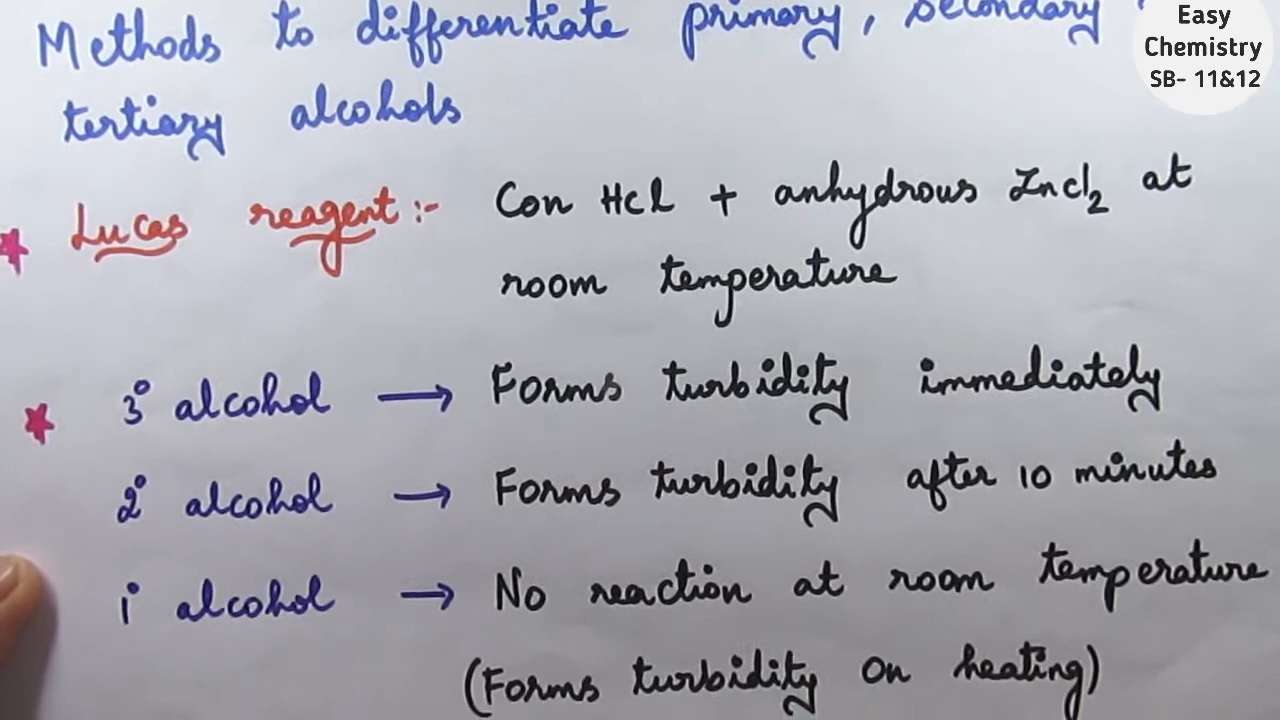 Methods to differentiate primary, secondary
tertiary alcohols
Lucas reagent :- Con HCl + anhydrous ZnCl2 at
room temperature
3° alcohol → Forms turbidity immediately
2° alcohol → Forms turbidity after 10 minutes
1° alcohol → No reaction at room temperature
(Forms turbidity on heating)
Easy
Chemistry
SB- 11&12